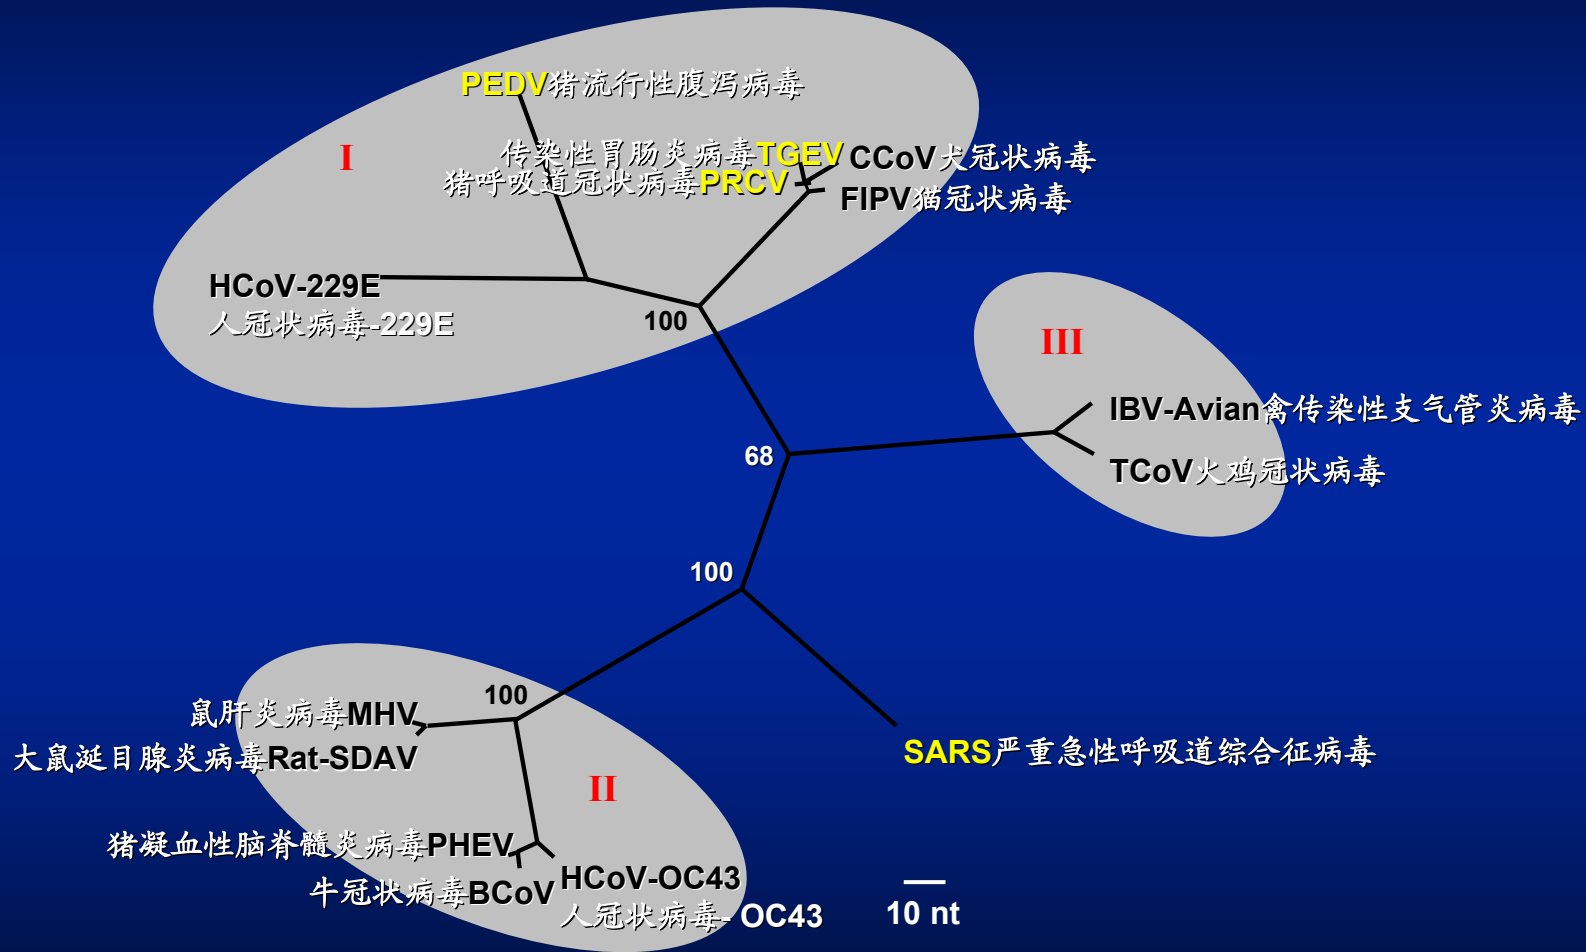 PEDV猪流行性腹泻病毒
I
传染性胃肠炎病毒TGEV
CCoV犬冠状病毒
猪呼吸道冠状病毒PRCV
FIPV猫冠状病毒
HCoV-229E
人冠状病毒-229E
100
III
IBV-Avian禽传染性支气管炎病毒
TCoV火鸡冠状病毒
68
100
100
鼠肝炎病毒MHV
大鼠涎目腺炎病毒Rat-SDAV
SARS严重急性呼吸道综合征病毒
II
猪凝血性脑脊髓炎病毒PHEV
牛冠状病毒BCoV
HCoV-OC43
人冠状病毒- OC43
10 nt